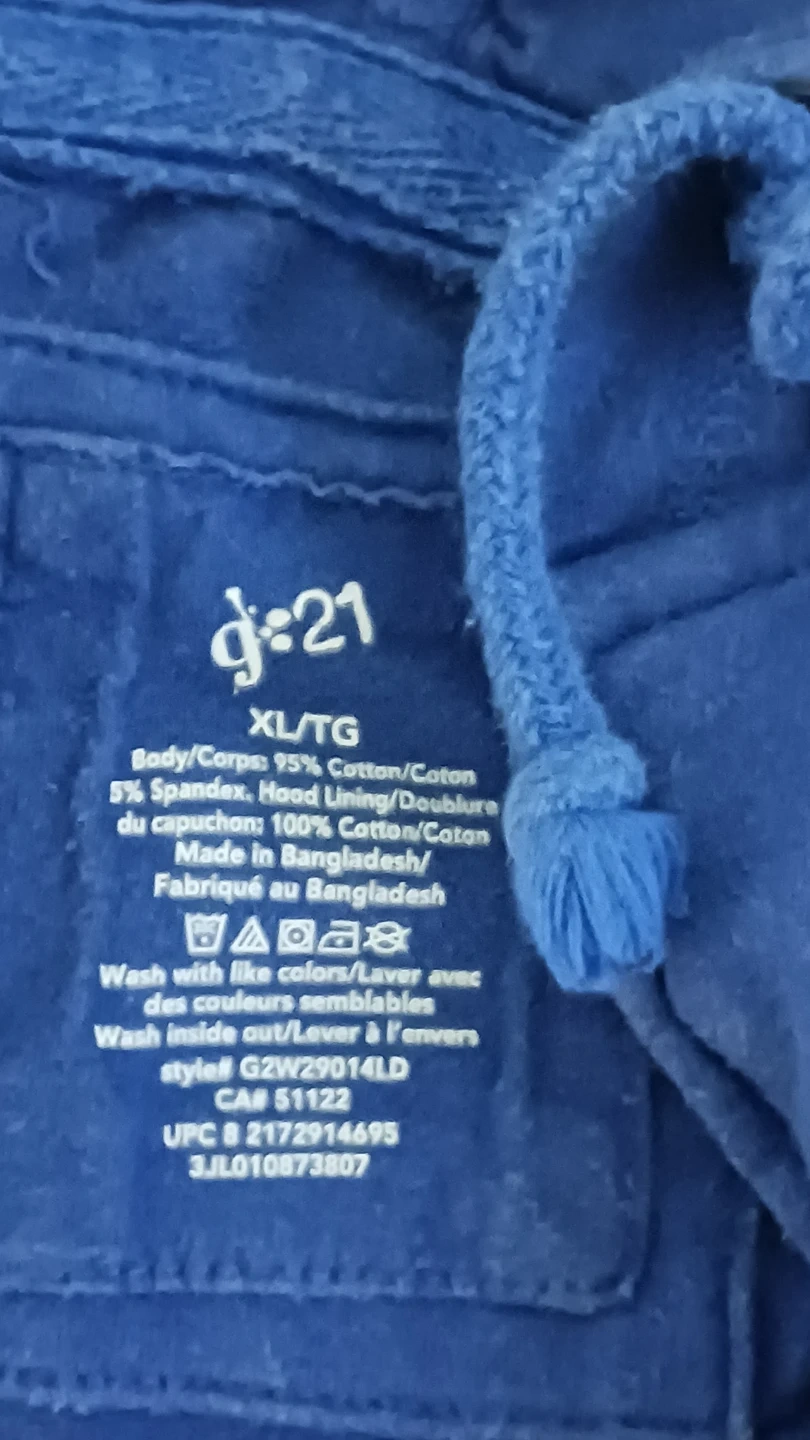 g:21
XL/TG
Body/Corps: 95% Cotton/Coton
5% Spandex. Hood Lining/Doublure
du capuchon: 100% Cotton/Coton
Made in Bangladesh/
Fabriqué au Bangladesh
Wash with like colors/Laver avec
des couleurs semblables
Wash inside out/Laver à l'envers
style# G2W29014LD
CA# 51122
UPC 8 2172914695
3JL010873807